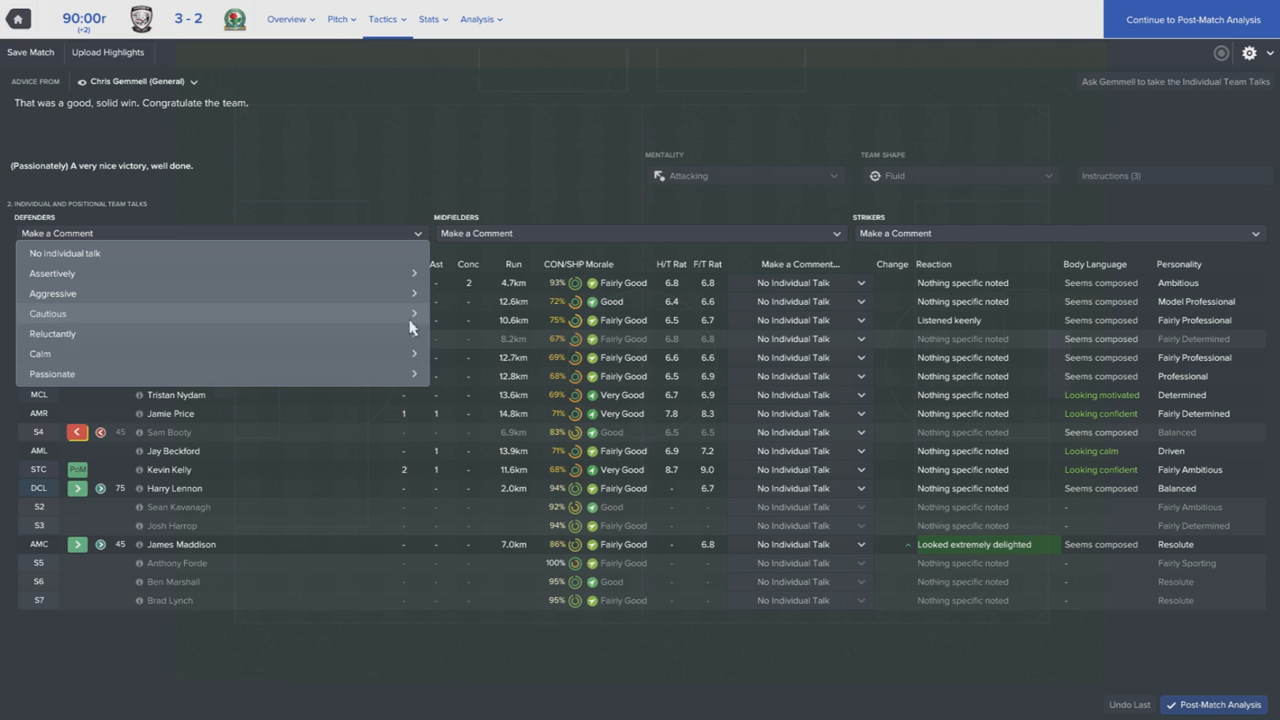 90:00r 3 - 2 Overview Pitch Tactics Stats Analysis Continue to Post-Match Analysis
(+2)
Save Match Upload Highlights
ADVICE FROM Chris Gemmell (General) Ask Gemmell to take the Individual Team Talks
That was a good, solid win. Congratulate the team.
MENTALITY TEAM SHAPE
(Passionately) A very nice victory, well done.
Attacking Fluid Instructions (3)
2. INDIVIDUAL AND POSITIONAL TEAM TALKS
DEFENDERS MIDFIELDERS STRIKERS
Make a Comment Make a Comment Make a Comment
No individual talk
Assertively
Aggressive
Cautious
Reluctantly
Calm
Passionate
Ast Conc Run CON/SHP Morale H/T Rat F/T Rat Make a Comment... Change Reaction Body Language Personality
- 2 4.7km 93% Fairly Good 6.8 6.8 No Individual Talk Nothing specific noted Seems composed Ambitious
- - 12.6km 72% Good 6.4 6.6 No Individual Talk Nothing specific noted Seems composed Model Professional
- - 10.6km 75% Fairly Good 6.5 6.7 No Individual Talk Listened keenly Seems composed Fairly Professional
- - 8.2km 67% Fairly Good 6.8 6.8 No Individual Talk Nothing specific noted Seems composed Fairly Determined
- - 12.7km 69% Fairly Good 6.6 6.6 No Individual Talk Nothing specific noted Seems composed Fairly Professional
- - 12.8km 68% Fairly Good 6.5 6.9 No Individual Talk Nothing specific noted Seems composed Professional
MCL Tristan Nydam - - - 13.6km 69% Very Good 6.7 6.9 No Individual Talk Nothing specific noted Looking motivated Determined
AMR Jamie Price 1 1 - 14.8km 71% Very Good 7.8 8.3 No Individual Talk Nothing specific noted Looking confident Fairly Determined
S4 45 Sam Booty - - - 6.9km 83% Good 6.5 6.5 No Individual Talk Nothing specific noted Seems composed Balanced
AML Jay Beckford - 1 - 13.9km 71% Fairly Good 6.9 7.2 No Individual Talk Nothing specific noted Looking calm Driven
STC PoM Kevin Kelly 2 1 - 11.6km 68% Very Good 8.7 9.0 No Individual Talk Nothing specific noted Looking confident Fairly Ambitious
DCL 75 Harry Lennon - - - 2.0km 94% Fairly Good - 6.7 No Individual Talk Nothing specific noted Seems composed Balanced
S2 Sean Kavanagh - - - - 92% Good - - No Individual Talk Nothing specific noted - Fairly Ambitious
S3 Josh Harrop - - - - 94% Fairly Good - - No Individual Talk Nothing specific noted - Fairly Determined
AMC 45 James Maddison - - - 7.0km 86% Fairly Good - 6.8 No Individual Talk Looked extremely delighted Seems composed Resolute
S5 Anthony Forde - - - - 100% Fairly Good - - No Individual Talk Nothing specific noted - Fairly Sporting
S6 Ben Marshall - - - - 95% Good - - No Individual Talk Nothing specific noted - Resolute
S7 Brad Lynch - - - - 95% Fairly Good - - No Individual Talk Nothing specific noted - Resolute
Undo Last Post-Match Analysis